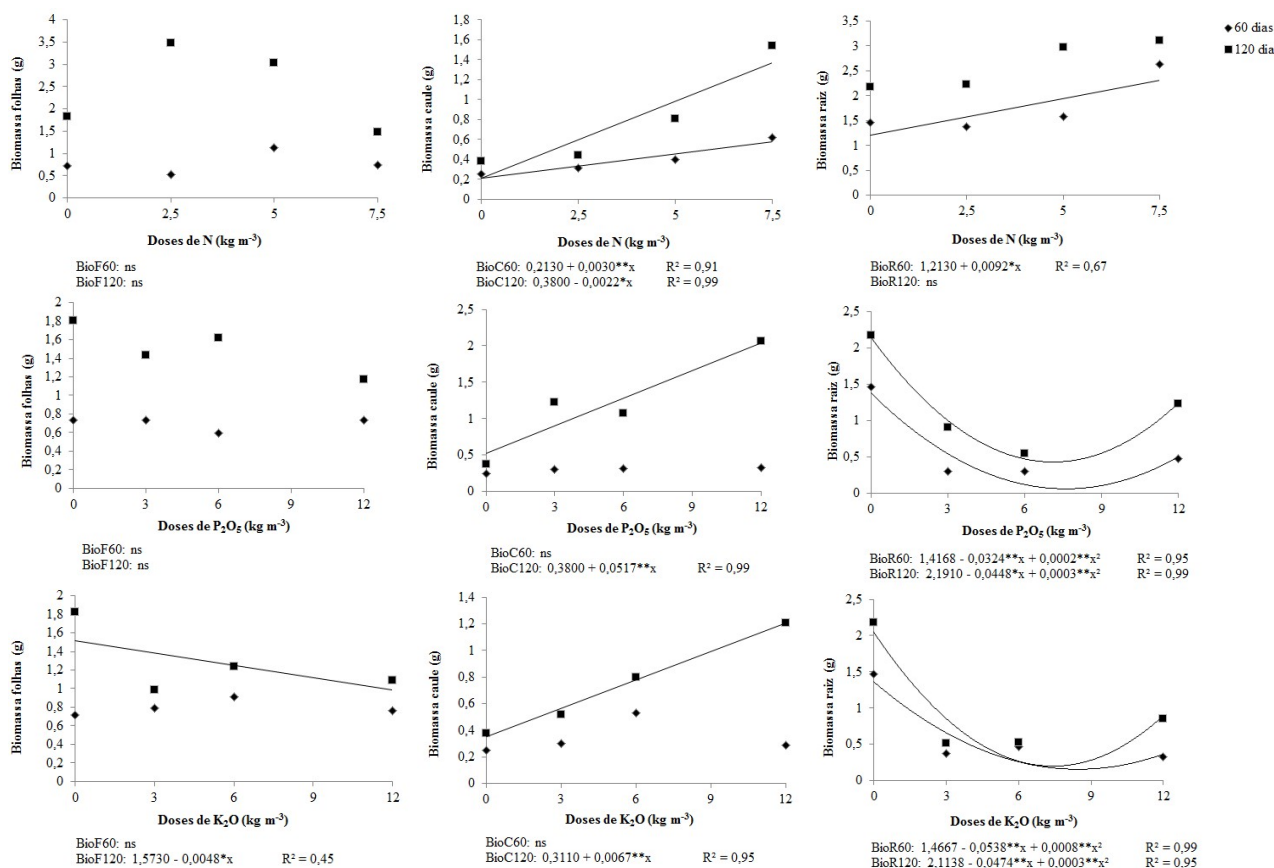 Biomassa folhas (g)
4
3,5
3
2,5
2
1,5
1
0,5
0
0 2,5 5 7,5
Doses de N (kg m⁻³)
BioF60: ns
BioF120: ns
Biomassa caule (g)
1,8
1,6
1,4
1,2
1
0,8
0,6
0,4
0,2
0
0 2,5 5 7,5
Doses de N (kg m⁻³)
BioC60: 0,2130 + 0,0030**x R² = 0,91
BioC120: 0,3800 - 0,0022*x R² = 0,99
Biomassa raiz (g)
3,5
3
2,5
2
1,5
1
0,5
0
0 2,5 5 7,5
Doses de N (kg m⁻³)
BioR60: 1,2130 + 0,0092*x R² = 0,67
BioR120: ns
60 dias
120 dia
Biomassa folhas (g)
2
1,8
1,6
1,4
1,2
1
0,8
0,6
0,4
0,2
0
0 3 6 9 12
Doses de P₂O₅ (kg m⁻³)
BioF60: ns
BioF120: ns
Biomassa caule (g)
2,5
2
1,5
1
0,5
0
0 3 6 9 12
Doses de P₂O₅ (kg m⁻³)
BioC60: ns
BioC120: 0,3800 + 0,0517**x R² = 0,99
Biomassa raiz (g)
2,5
2
1,5
1
0,5
0
0 3 6 9 12
Doses de P₂O₅ (kg m⁻³)
BioR60: 1,4168 - 0,0324**x + 0,0002**x² R² = 0,95
BioR120: 2,1910 - 0,0448*x + 0,0003**x² R² = 0,99
Biomassa folhas (g)
2
1,8
1,6
1,4
1,2
1
0,8
0,6
0,4
0,2
0
0 3 6 9 12
Doses de K₂O (kg m⁻³)
BioF60: ns
BioF120: 1,5730 - 0,0048*x R² = 0,45
Biomassa caule (g)
1,4
1,2
1
0,8
0,6
0,4
0,2
0
0 3 6 9 12
Doses de K₂O (kg m⁻³)
BioC60: ns
BioC120: 0,3110 + 0,0067**x R² = 0,95
Biomassa raiz (g)
2,5
2
1,5
1
0,5
0
0 3 6 9 12
Doses de K₂O (kg m⁻³)
BioR60: 1,4667 - 0,0538**x + 0,0008**x² R² = 0,99
BioR120: 2,1138 - 0,0474**x + 0,0003**x² R² = 0,95